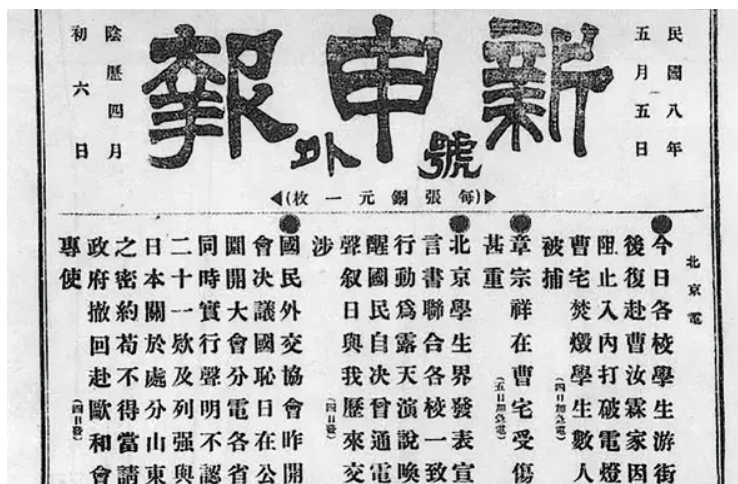 民國八年
五月五日
新申報
號外
陰歷四月
初六日
(每張銅元一枚)
北京電
●今日各校學生游街
後復赴曹汝霖家因
阻止入內打破電燈
曹宅焚燬學生數人
被捕(四日加急電)
●章宗祥在曹宅受傷
甚重(五日加急電)
●北京學生界發表宣
言書聯合各校一致
行動爲露天演說喚
醒國民自决曾通電
聲叙日與我歷來交
涉(四日發)
●國民外交協會昨開
會决議國恥日在公
園開大會分電各省
同時實行聲明不認
二十一欵及列强與
日本關於處分山東
之密約苟不得當請
政府撤回赴歐和會
專使(四日發)